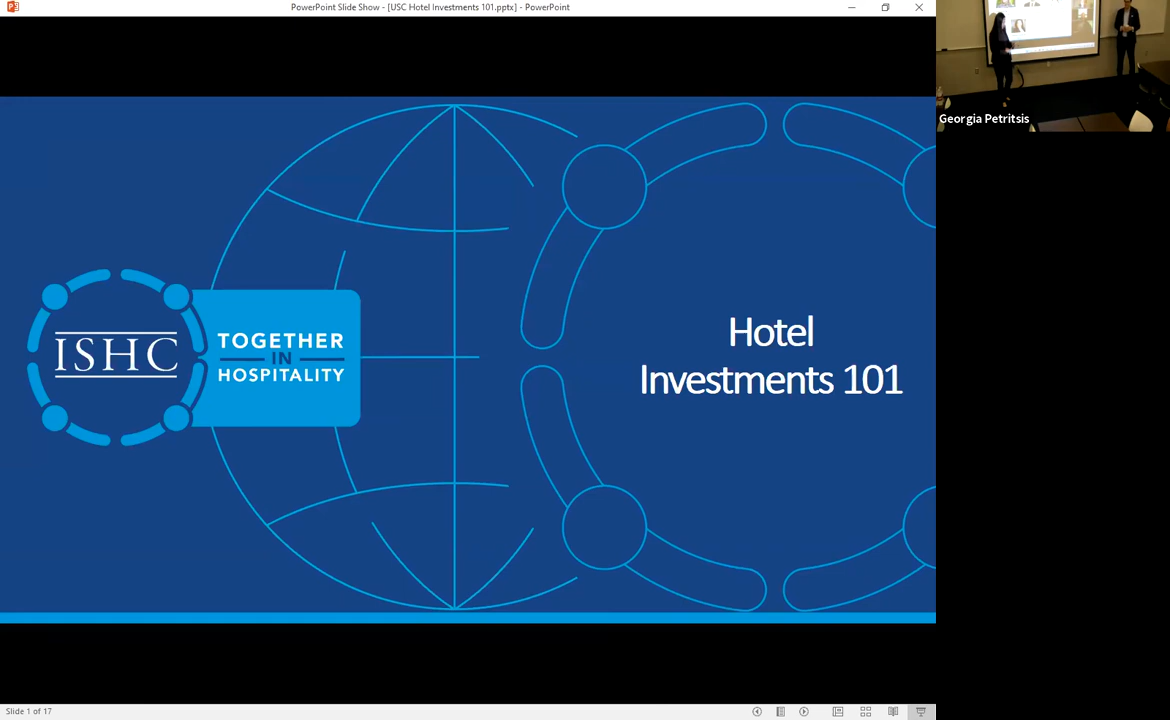 PowerPoint Slide Show - [USC Hotel Investments 101.pptx] - PowerPoint
Georgia Petritsis
ISHC
TOGETHER
IN
HOSPITALITY
Hotel
Investments 101
Slide 1 of 17